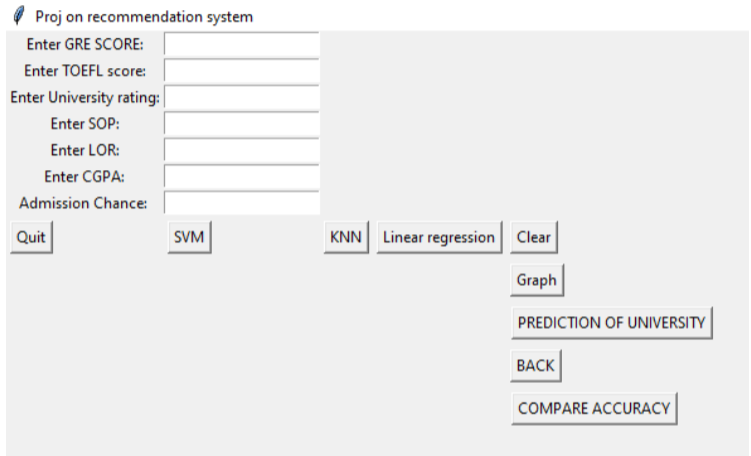 Proj on recommendation system
Enter GRE SCORE:
Enter TOEFL score:
Enter University rating:
Enter SOP:
Enter LOR:
Enter CGPA:
Admission Chance:
Quit SVM KNN Linear regression Clear
Graph
PREDICTION OF UNIVERSITY
BACK
COMPARE ACCURACY